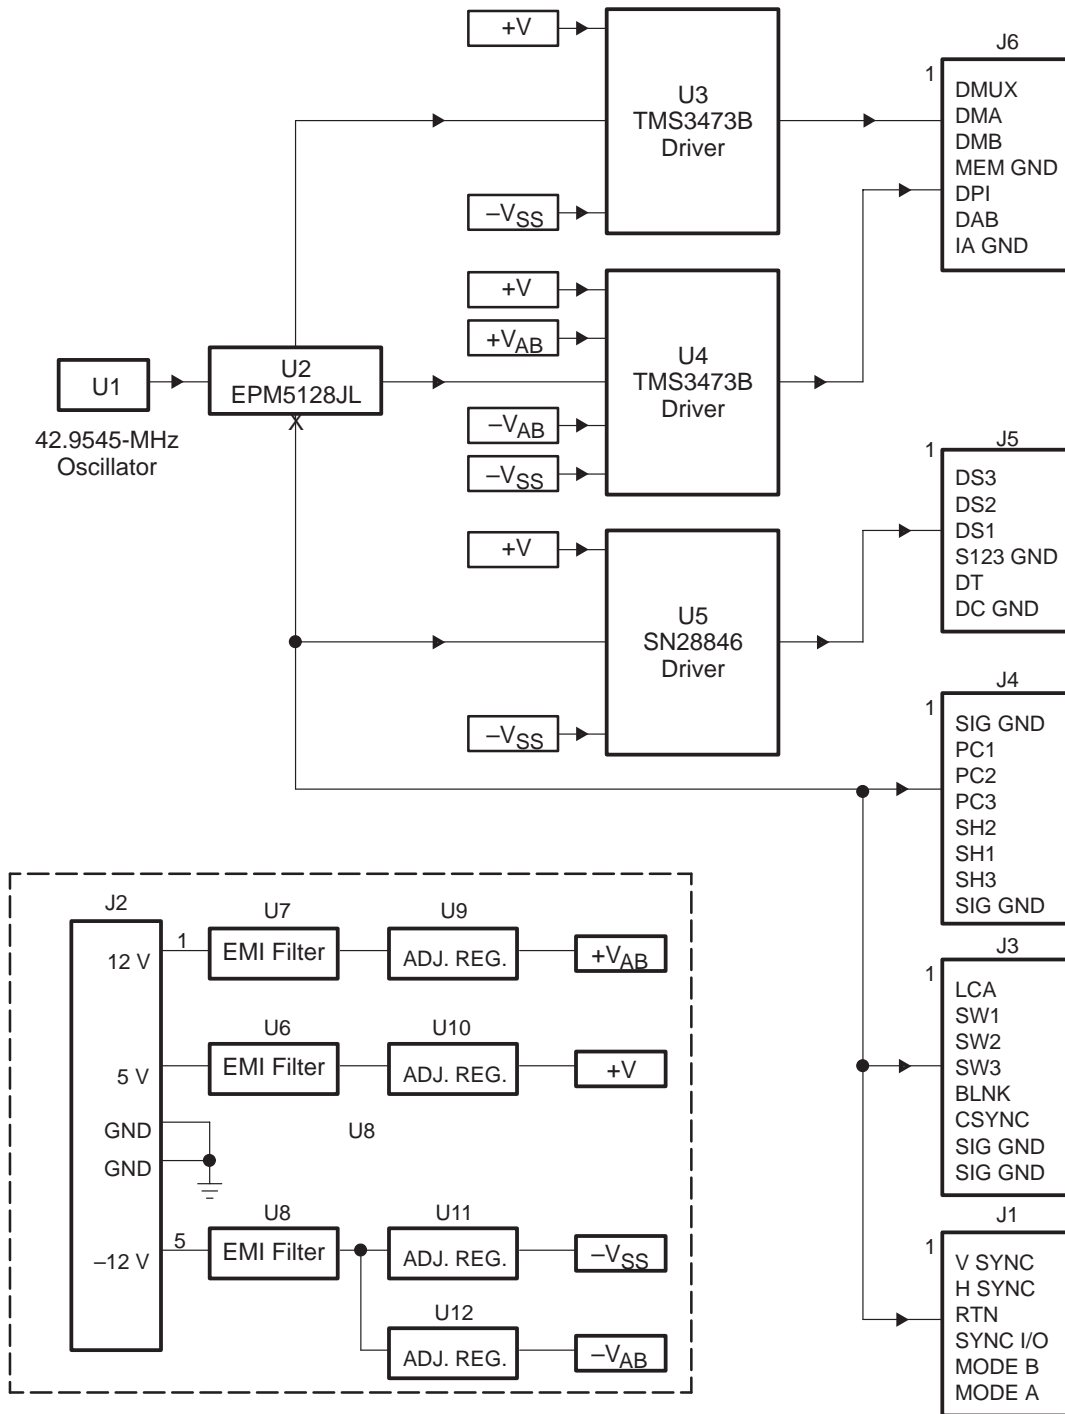 +V
U3
TMS3473B
Driver
–VSS
J6
1
DMUX
DMA
DMB
MEM GND
DPI
DAB
IA GND
+V
+VAB
U4
TMS3473B
Driver
–VAB
–VSS
U1
42.9545-MHz
Oscillator
U2
EPM5128JL
X
+V
U5
SN28846
Driver
–VSS
J5
1
DS3
DS2
DS1
S123 GND
DT
DC GND
J4
1
SIG GND
PC1
PC2
PC3
SH2
SH1
SH3
SIG GND
J3
1
LCA
SW1
SW2
SW3
BLNK
CSYNC
SIG GND
SIG GND
J1
1
V SYNC
H SYNC
RTN
SYNC I/O
MODE B
MODE A
J2
12 V
1
U7
EMI Filter
U9
ADJ. REG.
+VAB
5 V
U6
EMI Filter
U10
ADJ. REG.
+V
GND
GND
U8
–12 V
5
U8
EMI Filter
U11
ADJ. REG.
–VSS
U12
ADJ. REG.
–VAB